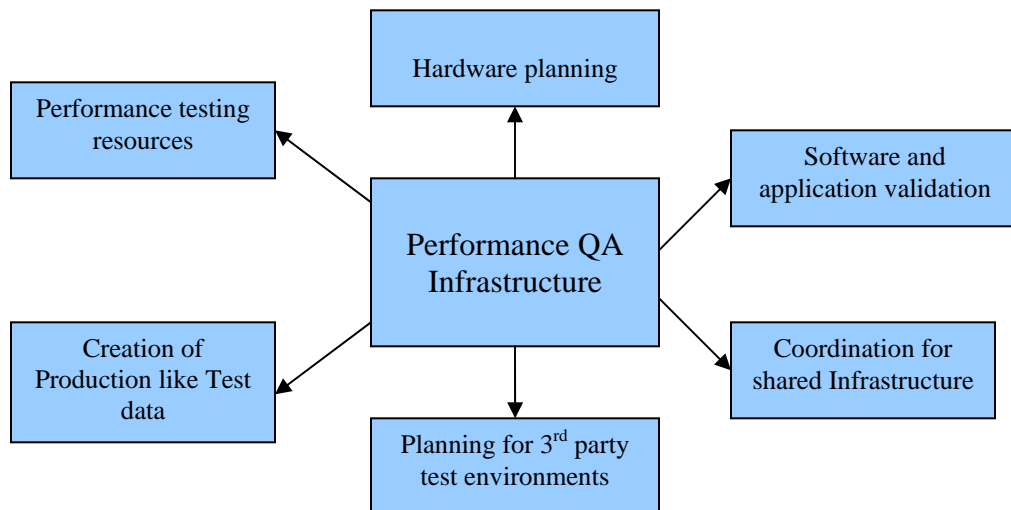 Hardware planning
Performance testing
resources
Software and
application validation
Performance QA
Infrastructure
Creation of
Production like Test
data
Coordination for
shared Infrastructure
Planning for 3rd party
test environments